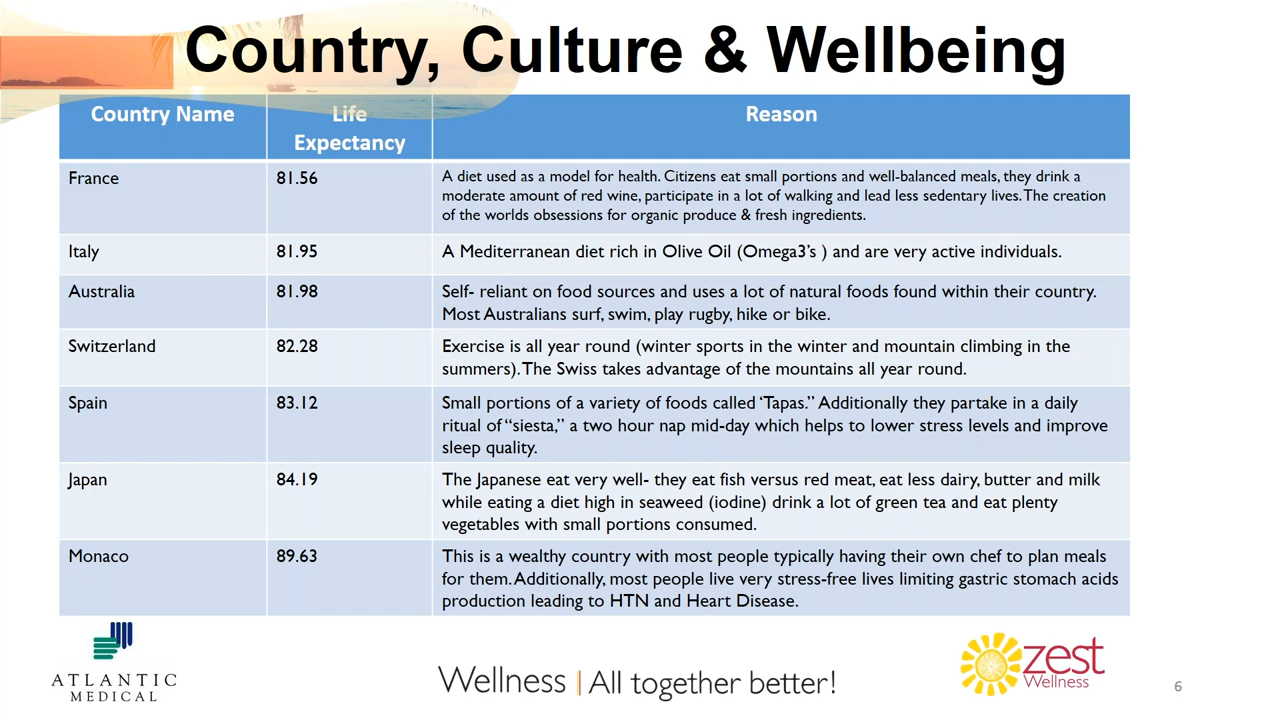 Country, Culture & Wellbeing
Country Name
Life
Expectancy
Reason
France
81.56
A diet used as a model for health. Citizens eat small portions and well-balanced meals, they drink a
moderate amount of red wine, participate in a lot of walking and lead less sedentary lives. The creation
of the worlds obsessions for organic produce & fresh ingredients.
Italy
81.95
A Mediterranean diet rich in Olive Oil (Omega3's ) and are very active individuals.
Australia
81.98
Self- reliant on food sources and uses a lot of natural foods found within their country.
Most Australians surf, swim, play rugby, hike or bike.
Switzerland
82.28
Exercise is all year round (winter sports in the winter and mountain climbing in the
summers). The Swiss takes advantage of the mountains all year round.
Spain
83.12
Small portions of a variety of foods called ‘Tapas.” Additionally they partake in a daily
ritual of “siesta,” a two hour nap mid-day which helps to lower stress levels and improve
sleep quality.
Japan
84.19
The Japanese eat very well- they eat fish versus red meat, eat less dairy, butter and milk
while eating a diet high in seaweed (iodine) drink a lot of green tea and eat plenty
vegetables with small portions consumed.
Monaco
89.63
This is a wealthy country with most people typically having their own chef to plan meals
for them. Additionally, most people live very stress-free lives limiting gastric stomach acids
production leading to HTN and Heart Disease.
ATLANTIC
MEDICAL
Wellness | All together better!
zest
Wellness
6